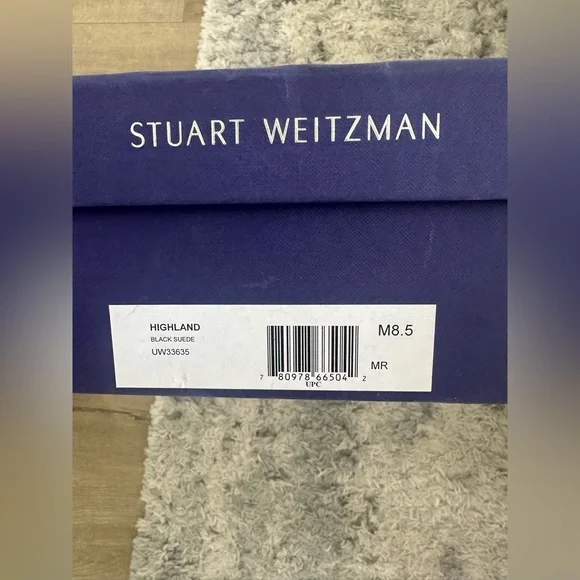 STUART WEITZMAN
HIGHLAND
BLACK SUEDE
UW33635
M8.5
MR
7 80978 66504 2
UPC